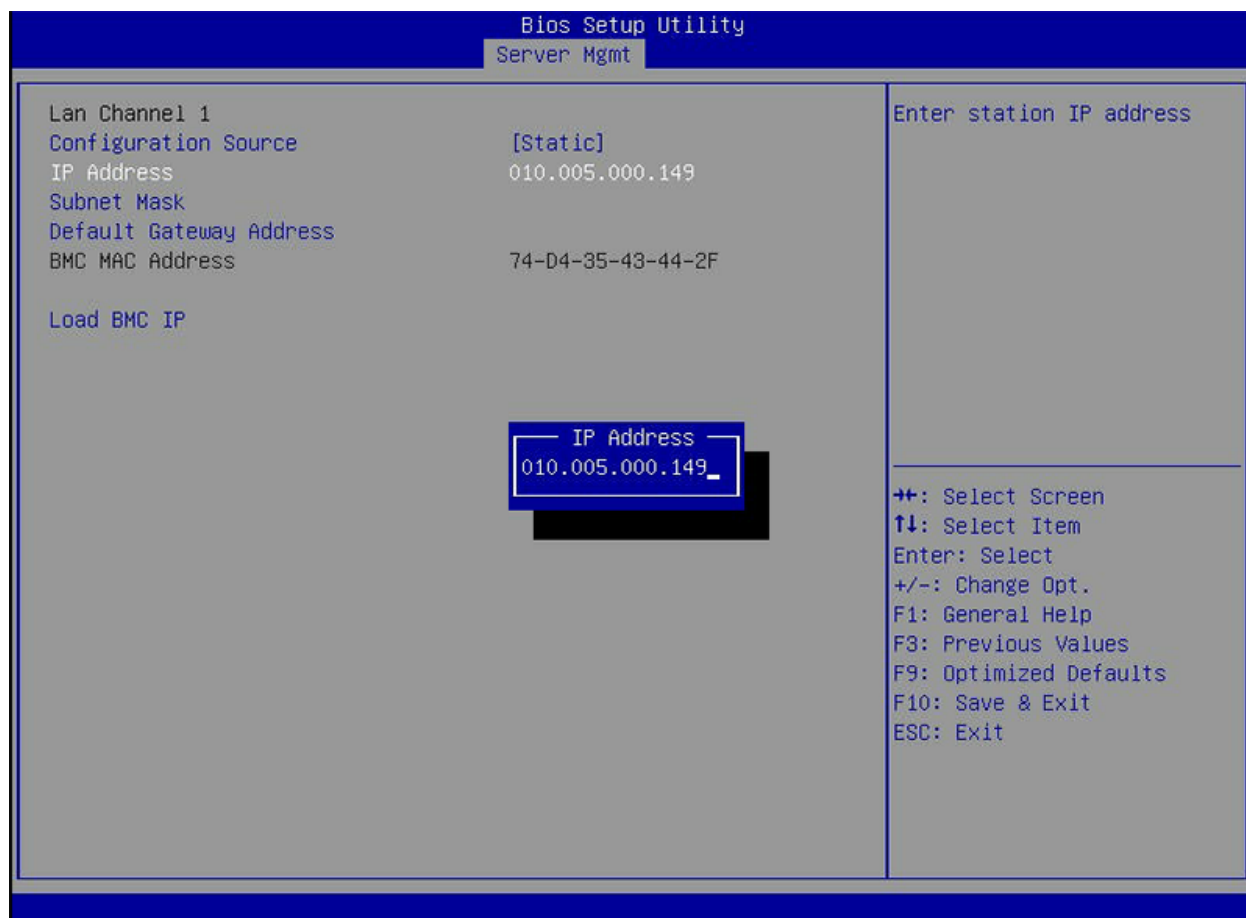 Bios Setup Utility
Server Mgmt
Lan Channel 1
Configuration Source [Static]
IP Address 010.005.000.149
Subnet Mask
Default Gateway Address
BMC MAC Address 74-D4-35-43-44-2F
Load BMC IP
IP Address
010.005.000.149_
Enter station IP address
→←: Select Screen
↑↓: Select Item
Enter: Select
+/-: Change Opt.
F1: General Help
F3: Previous Values
F9: Optimized Defaults
F10: Save & Exit
ESC: Exit